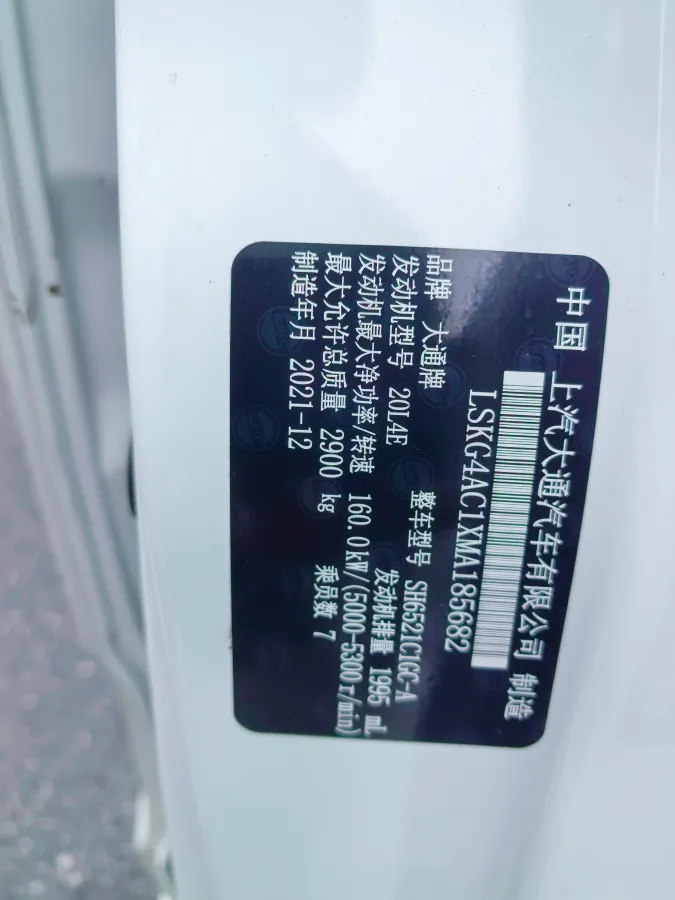 中国 上汽大通汽车有限公司 制造
LSKG4AC1XMA185682
品牌 大通牌 整车型号 SH6521C1GC-A
发动机型号 20L4E 发动机排量 1995 mL
发动机最大净功率/转速 160.0kW/(5000-5300r/min)
最大允许总质量 2900 kg 乘员数 7
制造年月 2021-12